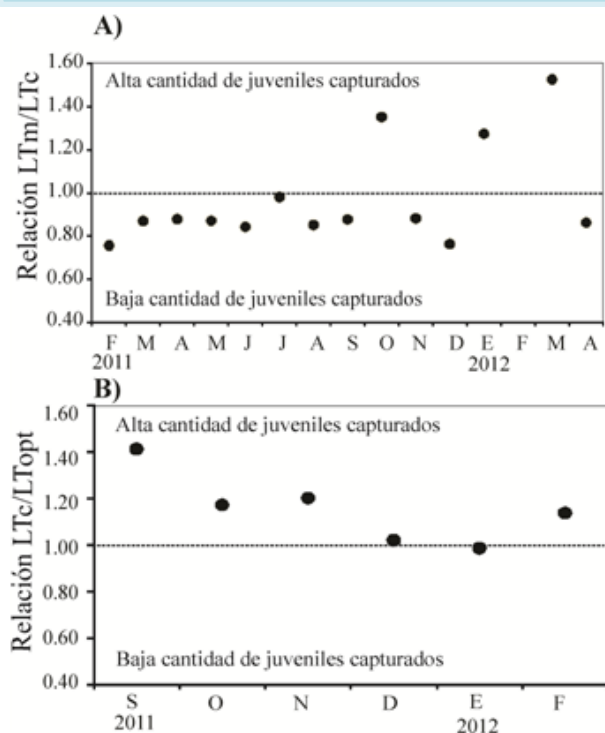 A)
Relación LTm/LTc
1.60
1.40
1.20
1.00
0.80
0.60
0.40
Alta cantidad de juveniles capturados
Baja cantidad de juveniles capturados
F M A M J J A S O N D E F M A
2011 2012
B)
Relación LTc/LTopt
1.60
1.40
1.20
1.00
0.80
0.60
0.40
Alta cantidad de juveniles capturados
Baja cantidad de juveniles capturados
S O N D E F
2011 2012